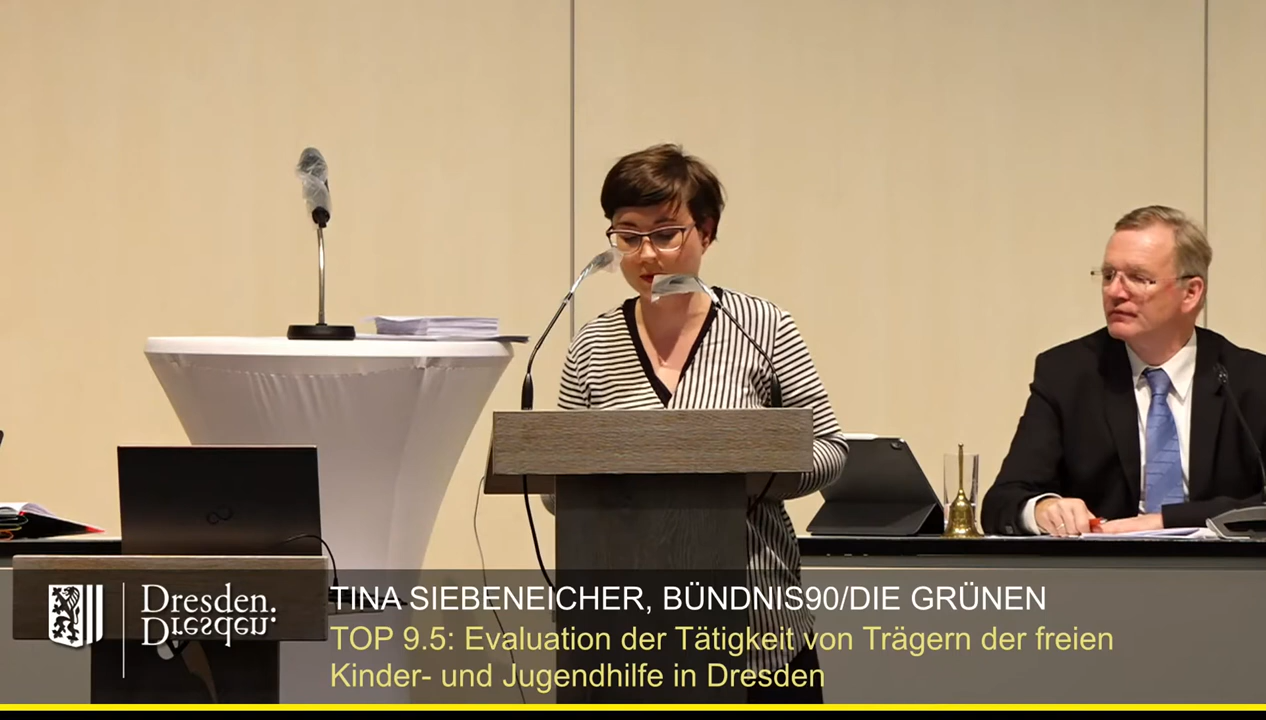 Dresden.
Dresden.
TINA SIEBENEICHER, BÜNDNIS90/DIE GRÜNEN
TOP 9.5: Evaluation der Tätigkeit von Trägern der freien
Kinder- und Jugendhilfe in Dresden